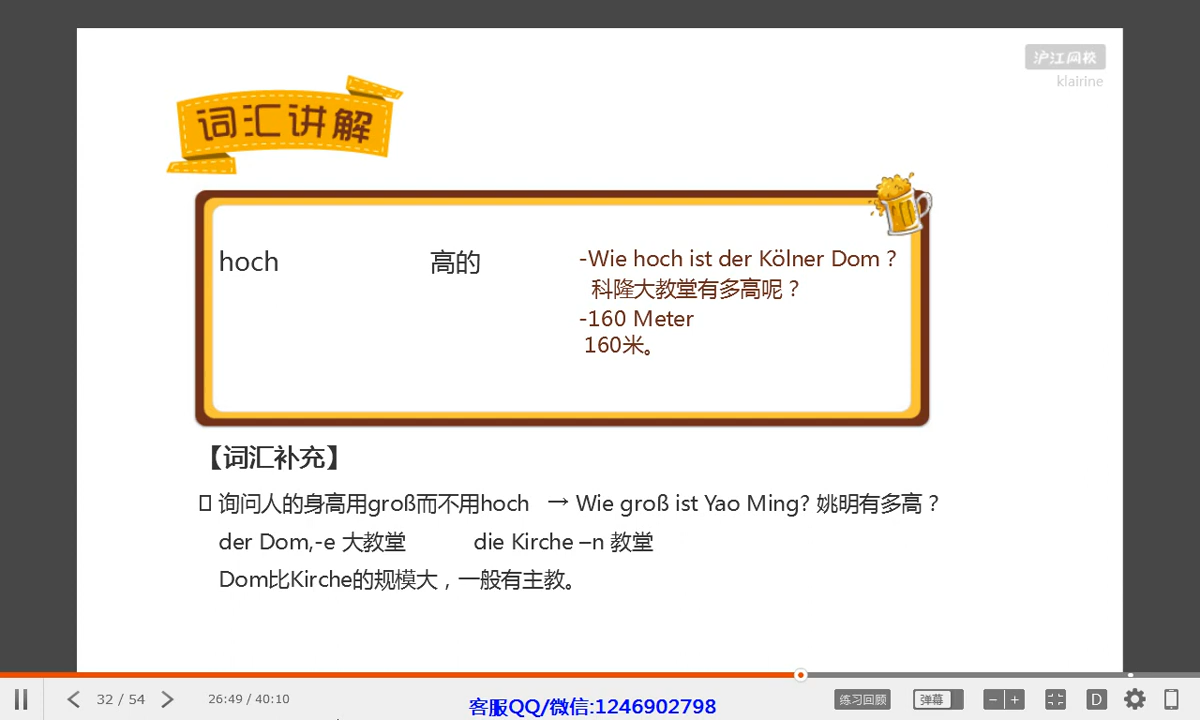 沪江网校
klairine
词汇讲解
hoch 高的 -Wie hoch ist der Kölner Dom？
科隆大教堂有多高呢？
-160 Meter
160米。
【词汇补充】
询问人的身高用groß而不用hoch → Wie groß ist Yao Ming? 姚明有多高？
der Dom,-e 大教堂 die Kirche –n 教堂
Dom比Kirche的规模大，一般有主教。
32 / 54 26:49 / 40:10 客服QQ/微信:1246902798 练习回顾 弹幕 − + D